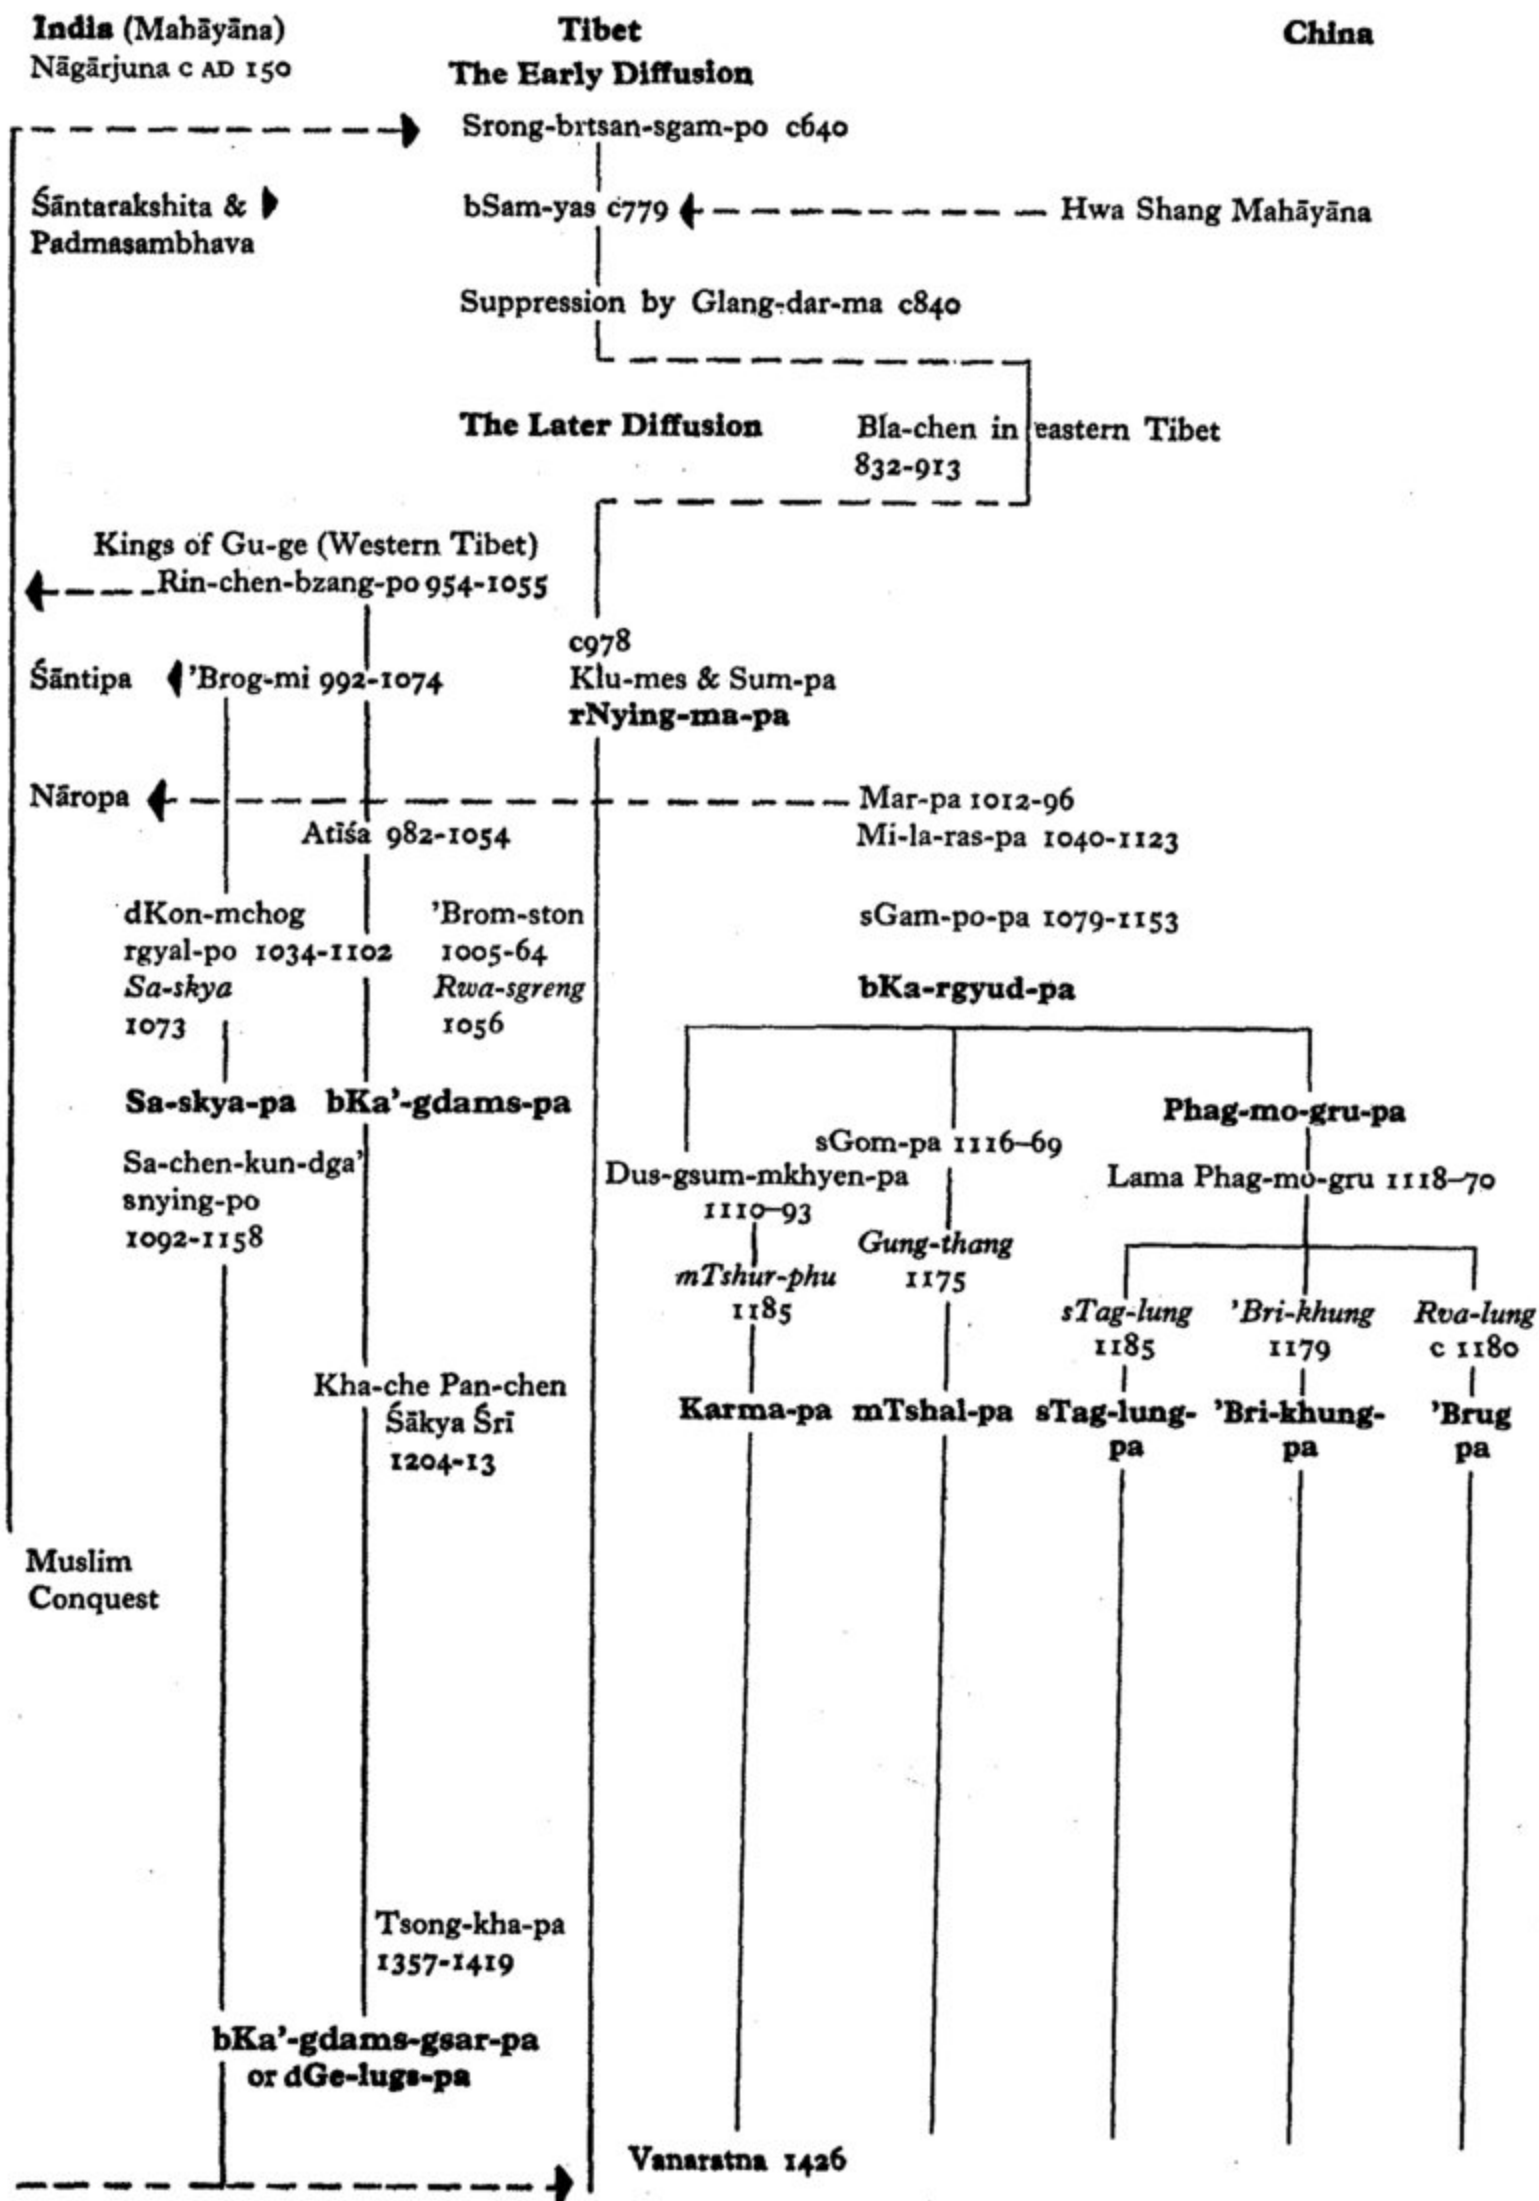 India (Mahāyāna)
Nāgārjuna c AD 150
Tibet
The Early Diffusion
China
Srong-brtsan-sgam-po c640
Śāntarakshita &
Padmasambhava
bSam-yas c779
Hwa Shang Mahāyāna
Suppression by Glang-dar-ma c840
The Later Diffusion
Bla-chen in eastern Tibet
832-913
Kings of Gu-ge (Western Tibet)
Rin-chen-bzang-po 954-1055
c978
Klu-mes & Sum-pa
rNying-ma-pa
Śāntipa
'Brog-mi 992-1074
Nāropa
Mar-pa 1012-96
Mi-la-ras-pa 1040-1123
Atīśa 982-1054
dKon-mchog
rgyal-po 1034-1102
Sa-skya
1073
'Brom-ston
1005-64
Rwa-sgreng
1056
sGam-po-pa 1079-1153
bKa-rgyud-pa
Sa-skya-pa
bKa'-gdams-pa
Phag-mo-gru-pa
Sa-chen-kun-dga'
snying-po
1092-1158
sGom-pa 1116-69
Dus-gsum-mkhyen-pa
1110-93
Lama Phag-mo-gru 1118-70
Gung-thang
1175
mTshur-phu
1185
sTag-lung
1185
'Bri-khung
1179
Rva-lung
c 1180
Kha-che Pan-chen
Śākya Śrī
1204-13
Karma-pa
mTshal-pa
sTag-lung-
pa
'Bri-khung-
pa
'Brug
pa
Muslim
Conquest
Tsong-kha-pa
1357-1419
bKa'-gdams-gsar-pa
or dGe-lugs-pa
Vanaratna 1426